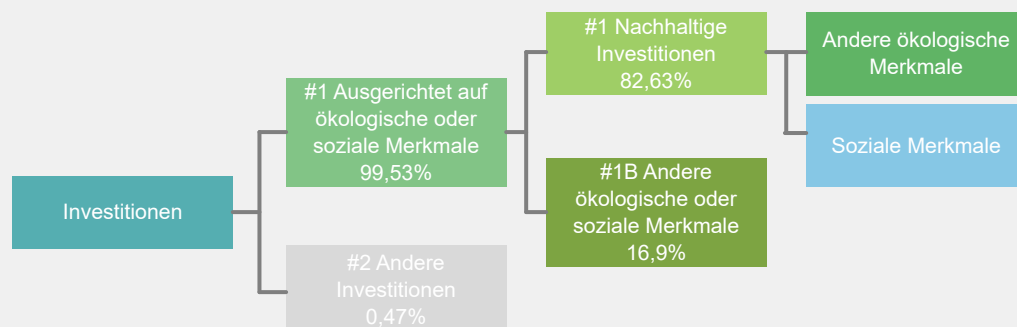 Investitionen
#1 Ausgerichtet auf
ökologische oder
soziale Merkmale
99,53%
#2 Andere
Investitionen
0,47%
#1 Nachhaltige
Investitionen
82,63%
#1B Andere
ökologische oder
soziale Merkmale
16,9%
Andere ökologische
Merkmale
Soziale Merkmale